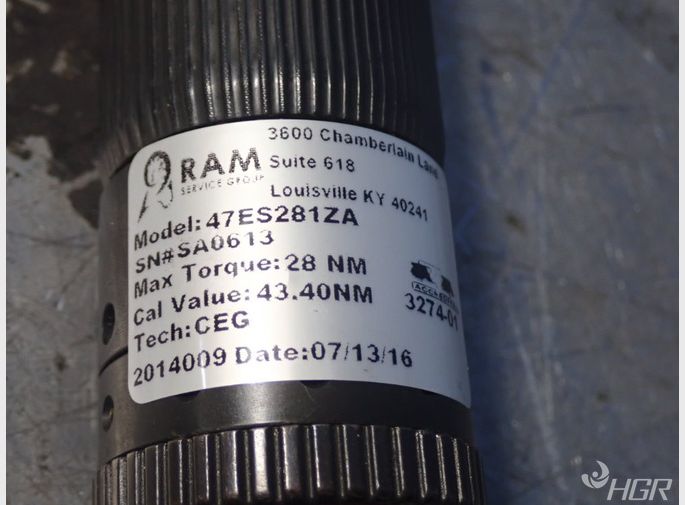 RAM
SERVICE GROUP
3600 Chamberlain Lane
Suite 618
Louisville KY 40241
Model:47ES281ZA
SN#SA0613
Max Torque:28 NM
Cal Value:43.40NM
Tech:CEG
2014009 Date:07/13/16
3274-01
HGR